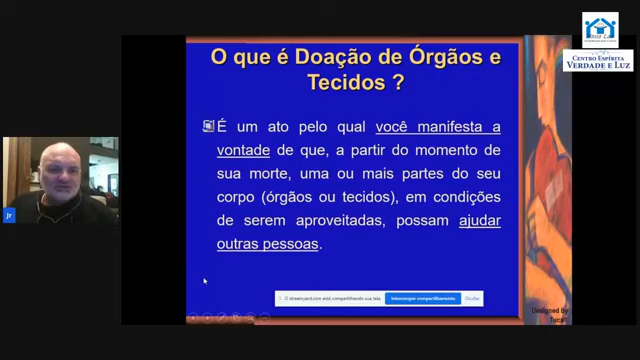 O que é Doação de Órgãos e
Tecidos ?
É um ato pelo qual você manifesta a
vontade de que, a partir do momento de
sua morte, uma ou mais partes do seu
corpo (órgãos ou tecidos), em condições
de serem aproveitadas, possam ajudar
outras pessoas.
CENTRO ESPÍRITA
VERDADE E LUZ
Jr
streamyard.com está compartilhando sua tela.
Interromper compartilhamento
Ocultar
Designed by